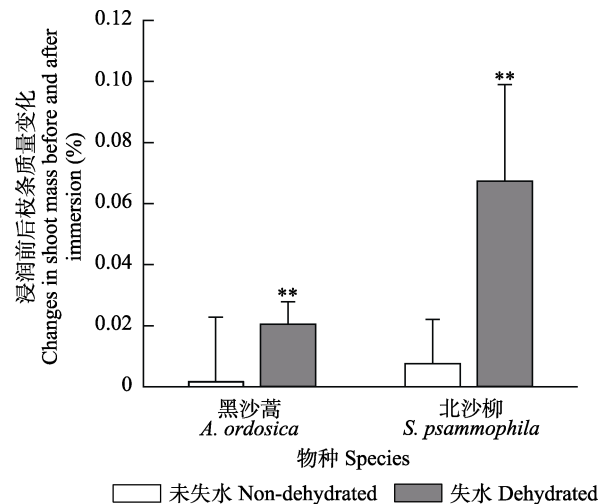 浸润前后枝条质量变化
Changes in shoot mass before and after
immersion (%)
0.12
0.10
0.08
0.06
0.04
0.02
0
**
**
黑沙蒿
A. ordosica
北沙柳
S. psammophila
物种 Species
未失水 Non-dehydrated
失水 Dehydrated